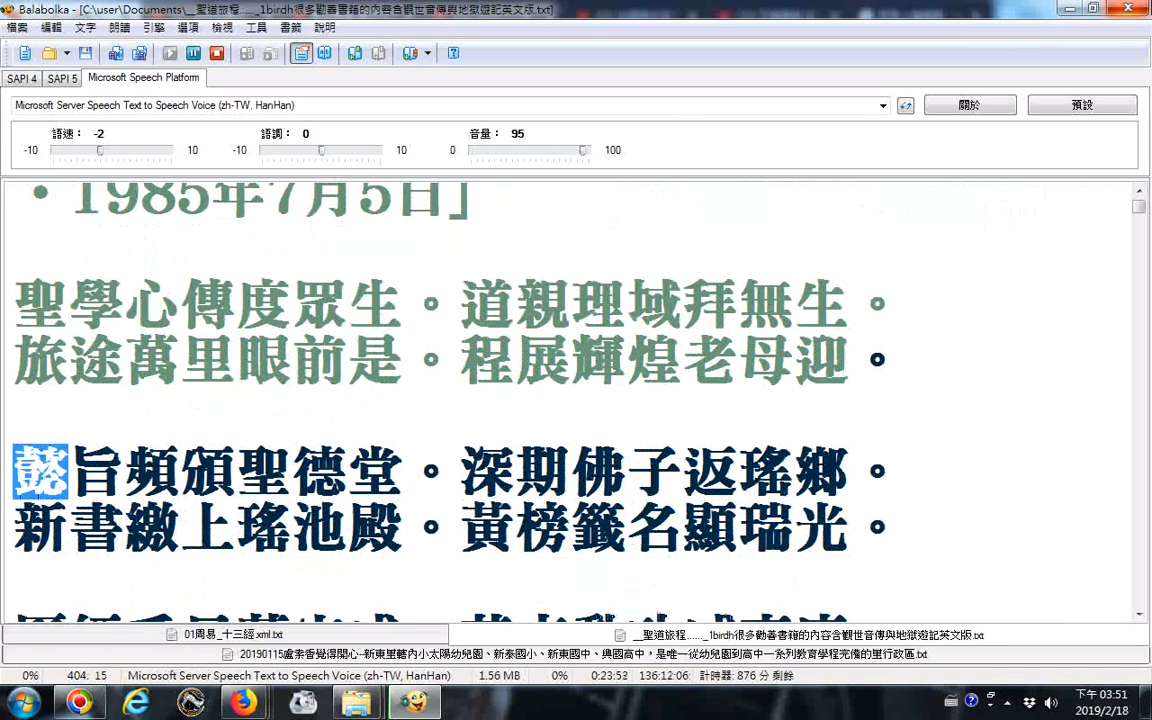 Balabolka - [C:\user\Documents\__聖道旅程......_1birdh很多勸善書籍的內容含觀世音傳與地獄遊記英文版.txt]
檔案 編輯 文字 朗讀 引擎 選項 檢視 工具 書籤 說明
SAPI 4 SAPI 5 Microsoft Speech Platform
Microsoft Server Speech Text to Speech Voice (zh-TW, HanHan) 關於 預設
語速： -2 語調： 0 音量： 95
-10 10 -10 10 0 100
•1985年7月5日」
聖學心傳度眾生。道親理域拜無生。
旅途萬里眼前是。程展輝煌老母迎。
懿旨頻頒聖德堂。深期佛子返瑤鄉。
新書繳上瑤池殿。黃榜籤名顯瑞光。
01周易_十三經.xml.txt __聖道旅程......_1birdh很多勸善書籍的內容含觀世音傳與地獄遊記英文版.txt
20190115盧素香覺得開心--新東里轄內小太陽幼兒園、新泰國小、新東國中、興國高中，是唯一從幼兒園到高中一系列教育學程完備的里行政區.txt
0% 404: 15 Microsoft Server Speech Text to Speech Voice (zh-TW, HanHan) 1.56 MB 0% 0:23:53 136:12:06 計時器: 876 分 剩餘
下午 03:51
2019/2/18